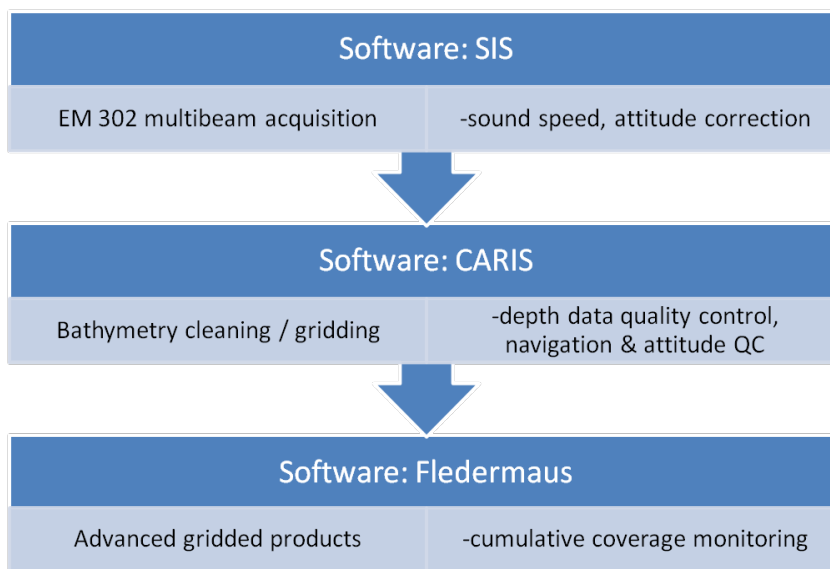 Software: SIS
EM 302 multibeam acquisition
-sound speed, attitude correction
Software: CARIS
Bathymetry cleaning / gridding
-depth data quality control,
navigation & attitude QC
Software: Fledermaus
Advanced gridded products
-cumulative coverage monitoring